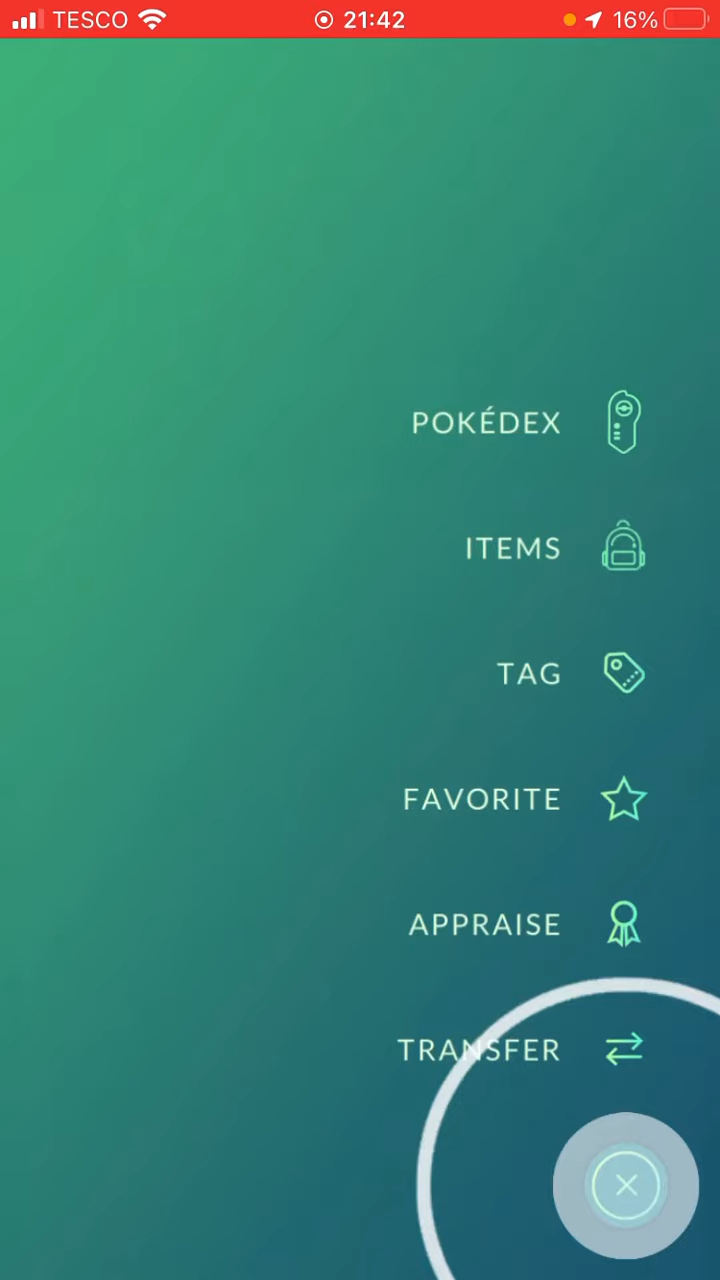 TESCO 21:42 16%
POKÉDEX
ITEMS
TAG
FAVORITE
APPRAISE
TRANSFER